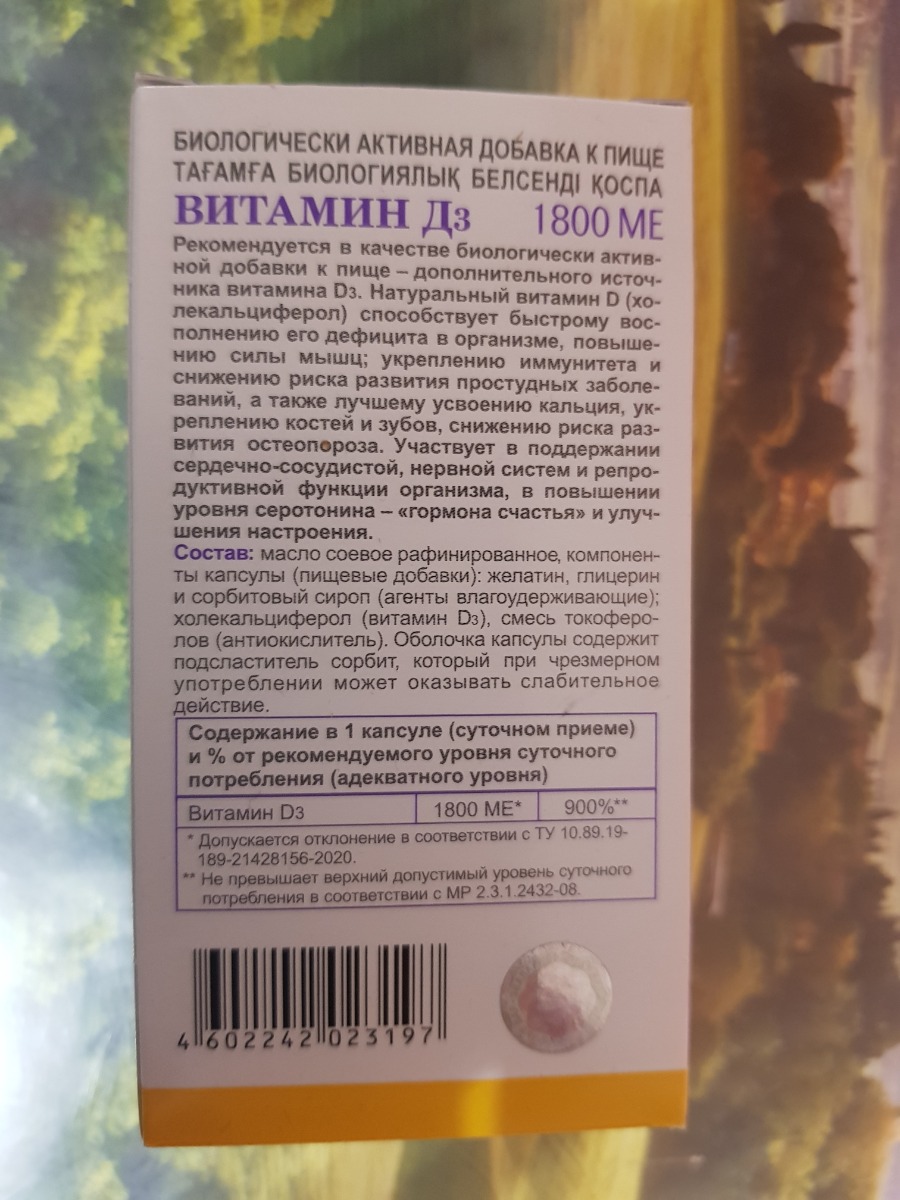 БИОЛОГИЧЕСКИ АКТИВНАЯ ДОБАВКА К ПИЩЕ
ТАҒАМҒА БИОЛОГИЯЛЫҚ БЕЛСЕНДІ ҚОСПА
ВИТАМИН Д3 1800 МЕ
Рекомендуется в качестве биологически актив-
ной добавки к пище – дополнительного источ-
ника витамина D3. Натуральный витамин D (хо-
лекальциферол) способствует быстрому вос-
полнению его дефицита в организме, повыше-
нию силы мышц; укреплению иммунитета и
снижению риска развития простудных заболе-
ваний, а также лучшему усвоению кальция, ук-
реплению костей и зубов, снижению риска раз-
вития остеопороза. Участвует в поддержании
сердечно-сосудистой, нервной систем и репро-
дуктивной функции организма, в повышении
уровня серотонина – «гормона счастья» и улуч-
шения настроения.
Состав: масло соевое рафинированное, компонен-
ты капсулы (пищевые добавки): желатин, глицерин
и сорбитовый сироп (агенты влагоудерживающие);
холекальциферол (витамин D3), смесь токоферо-
лов (антиокислитель). Оболочка капсулы содержит
подсластитель сорбит, который при чрезмерном
употреблении может оказывать слабительное
действие.
Содержание в 1 капсуле (суточном приеме)
и % от рекомендуемого уровня суточного
потребления (адекватного уровня)
Витамин D3 1800 МЕ* 900%**
* Допускается отклонение в соответствии с ТУ 10.89.19-
189-21428156-2020.
** Не превышает верхний допустимый уровень суточного
потребления в соответствии с МР 2.3.1.2432-08.
4 602242 023197